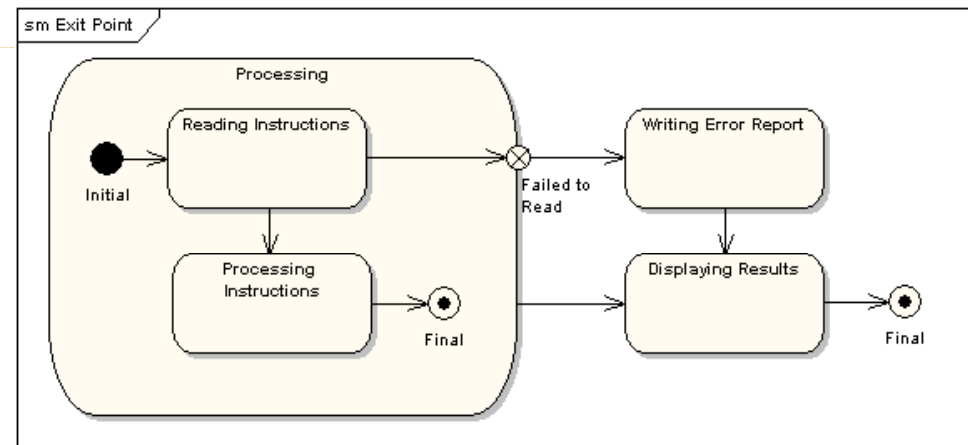 sm Exit Point
Processing
Reading Instructions
Writing Error Report
Initial
Failed to
Read
Processing
Instructions
Displaying Results
Final
Final